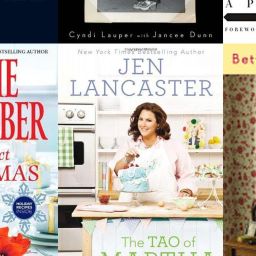 A P
Cyndi Lauper with Jancee Dunn
FOREWO
ESTSELLING AUTHOR
New York Times Bestselling Author
JEN
LANCASTER
Bet
BER
ct
MAS
HOLIDAY
RECIPES
INSIDE
The TAO of
MARTHA